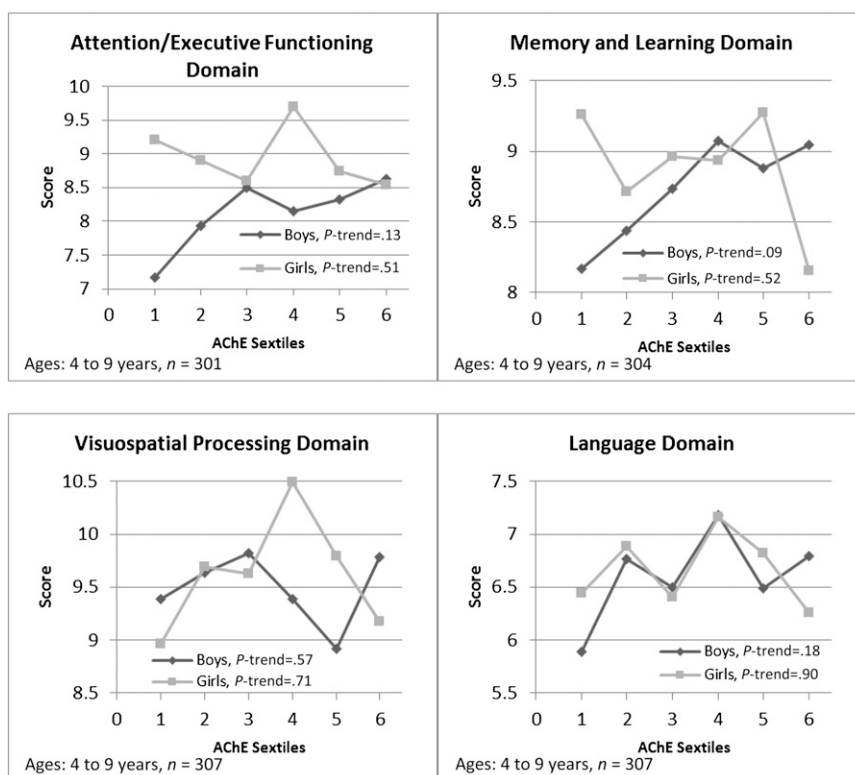 Attention/Executive Functioning
Domain
10
9.5
9
8.5
8
7.5
7
Score
Boys, P-trend=.13
Girls, P-trend=.51
0 1 2 3 4 5 6
AChE Sextiles
Ages: 4 to 9 years, n = 301
Memory and Learning Domain
9.5
9
8.5
8
Score
Boys, P-trend=.09
Girls, P-trend=.52
0 1 2 3 4 5 6
AChE Sextiles
Ages: 4 to 9 years, n = 304
Visuospatial Processing Domain
10.5
10
9.5
9
8.5
Score
Boys, P-trend=.57
Girls, P-trend=.71
0 1 2 3 4 5 6
AChE Sextiles
Ages: 4 to 9 years, n = 307
Language Domain
7.5
7
6.5
6
5.5
Score
Boys, P-trend=.18
Girls, P-trend=.90
0 1 2 3 4 5 6
AChE Sextiles
Ages: 4 to 9 years, n = 307